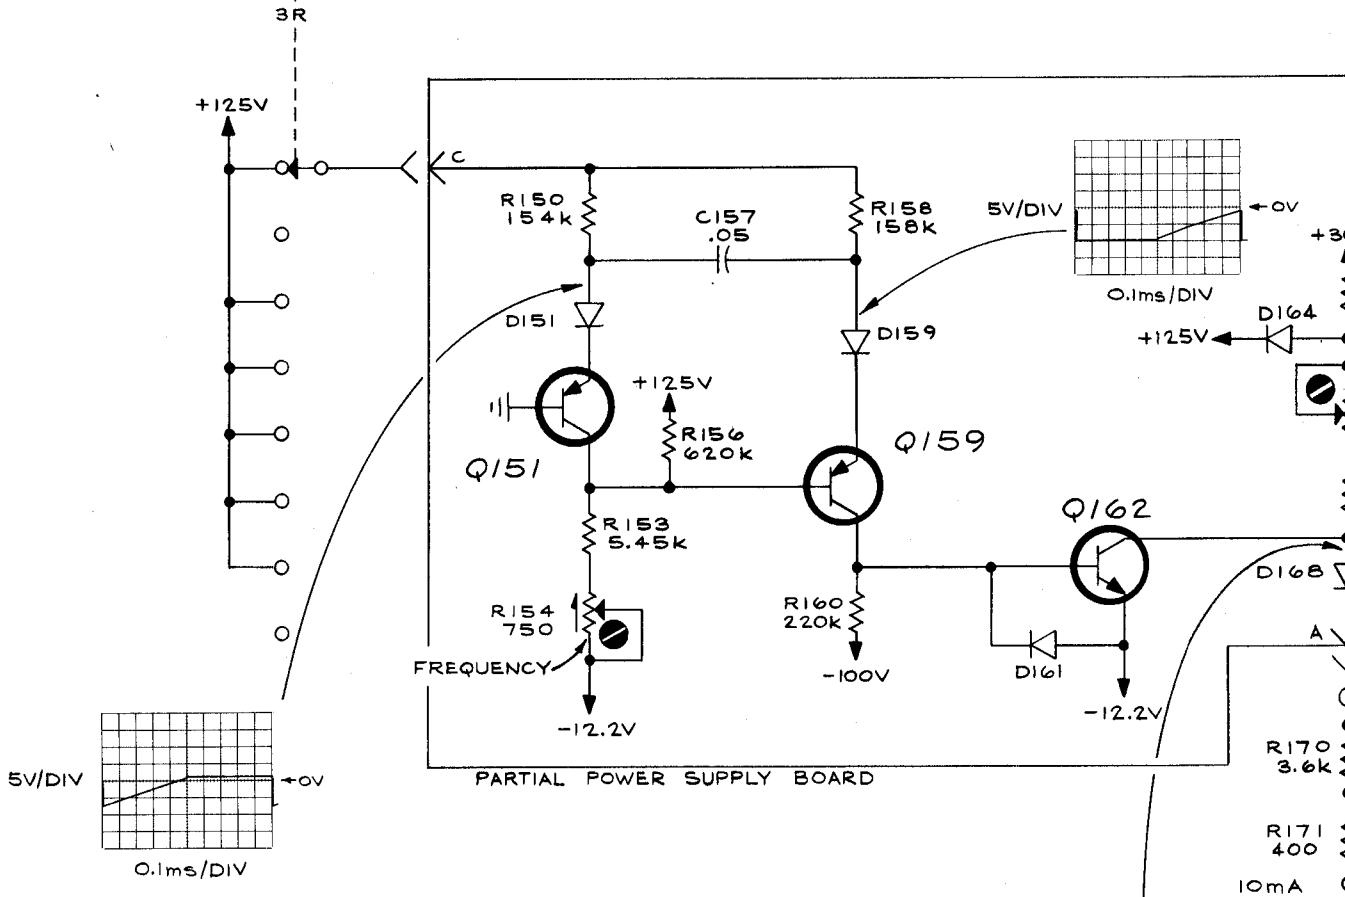 3R
+125V
C
R150
154k
C157
.05
R158
158k
5V/DIV
←0V
0.1ms/DIV
+30
D151
D159
D164
+125V
+125V
R156
620k
Q151
Q159
Q162
R153
5.45k
D168
R154
750
R160
220k
A
FREQUENCY
-100V
D161
-12.2V
-12.2V
5V/DIV
←0V
PARTIAL POWER SUPPLY BOARD
R170
3.6k
0.1ms/DIV
R171
400
10mA